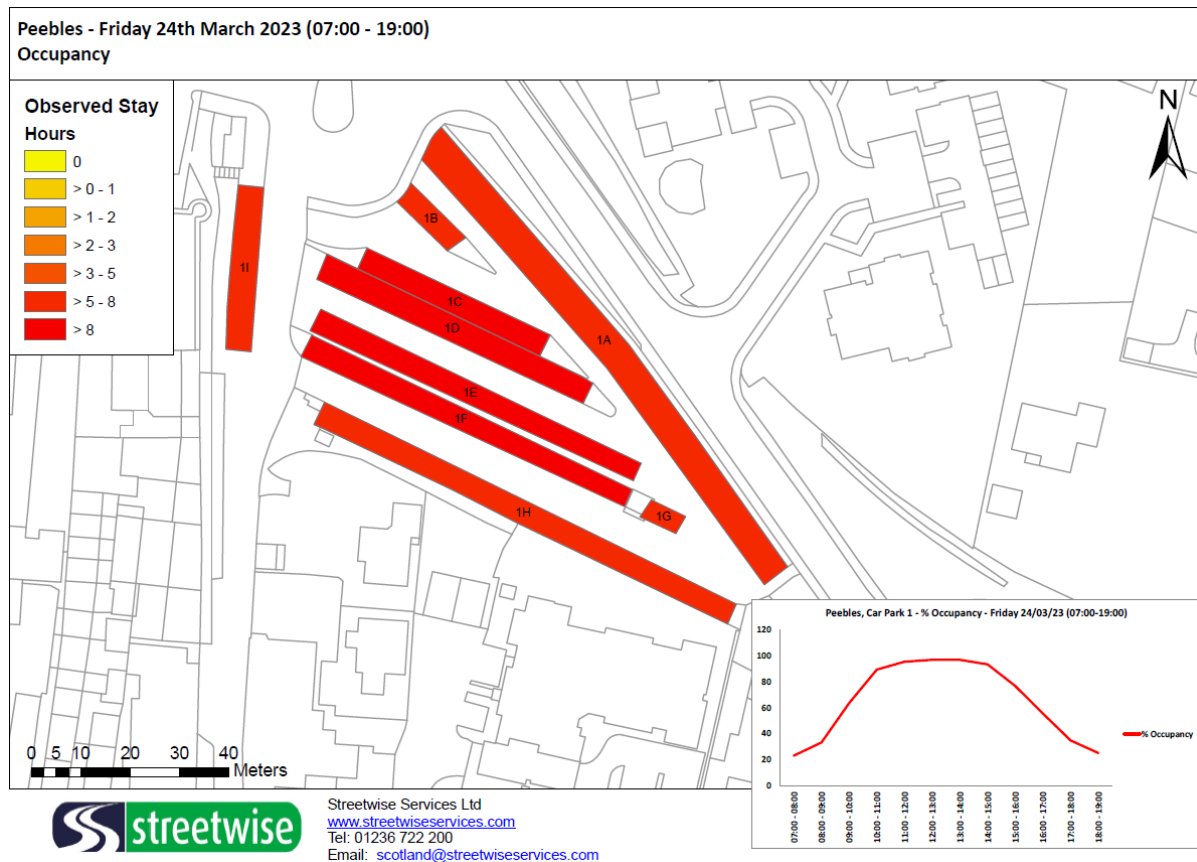 Peebles - Friday 24th March 2023 (07:00 - 19:00)
Occupancy
Observed Stay
Hours
0
> 0 - 1
> 1 - 2
> 2 - 3
> 3 - 5
> 5 - 8
> 8
N
1I
1B
1C
1D
1A
1E
1F
1H
1G
0 5 10 20 30 40
Meters
Peebles, Car Park 1 - % Occupancy - Friday 24/03/23 (07:00-19:00)
120
100
80
60
40
20
0
07:00 - 08:00
08:00 - 09:00
09:00 - 10:00
10:00 - 11:00
11:00 - 12:00
12:00 - 13:00
13:00 - 14:00
14:00 - 15:00
15:00 - 16:00
16:00 - 17:00
17:00 - 18:00
18:00 - 19:00
% Occupancy
streetwise
Streetwise Services Ltd
www.streetwiseservices.com
Tel: 01236 722 200
Email: scotland@streetwiseservices.com